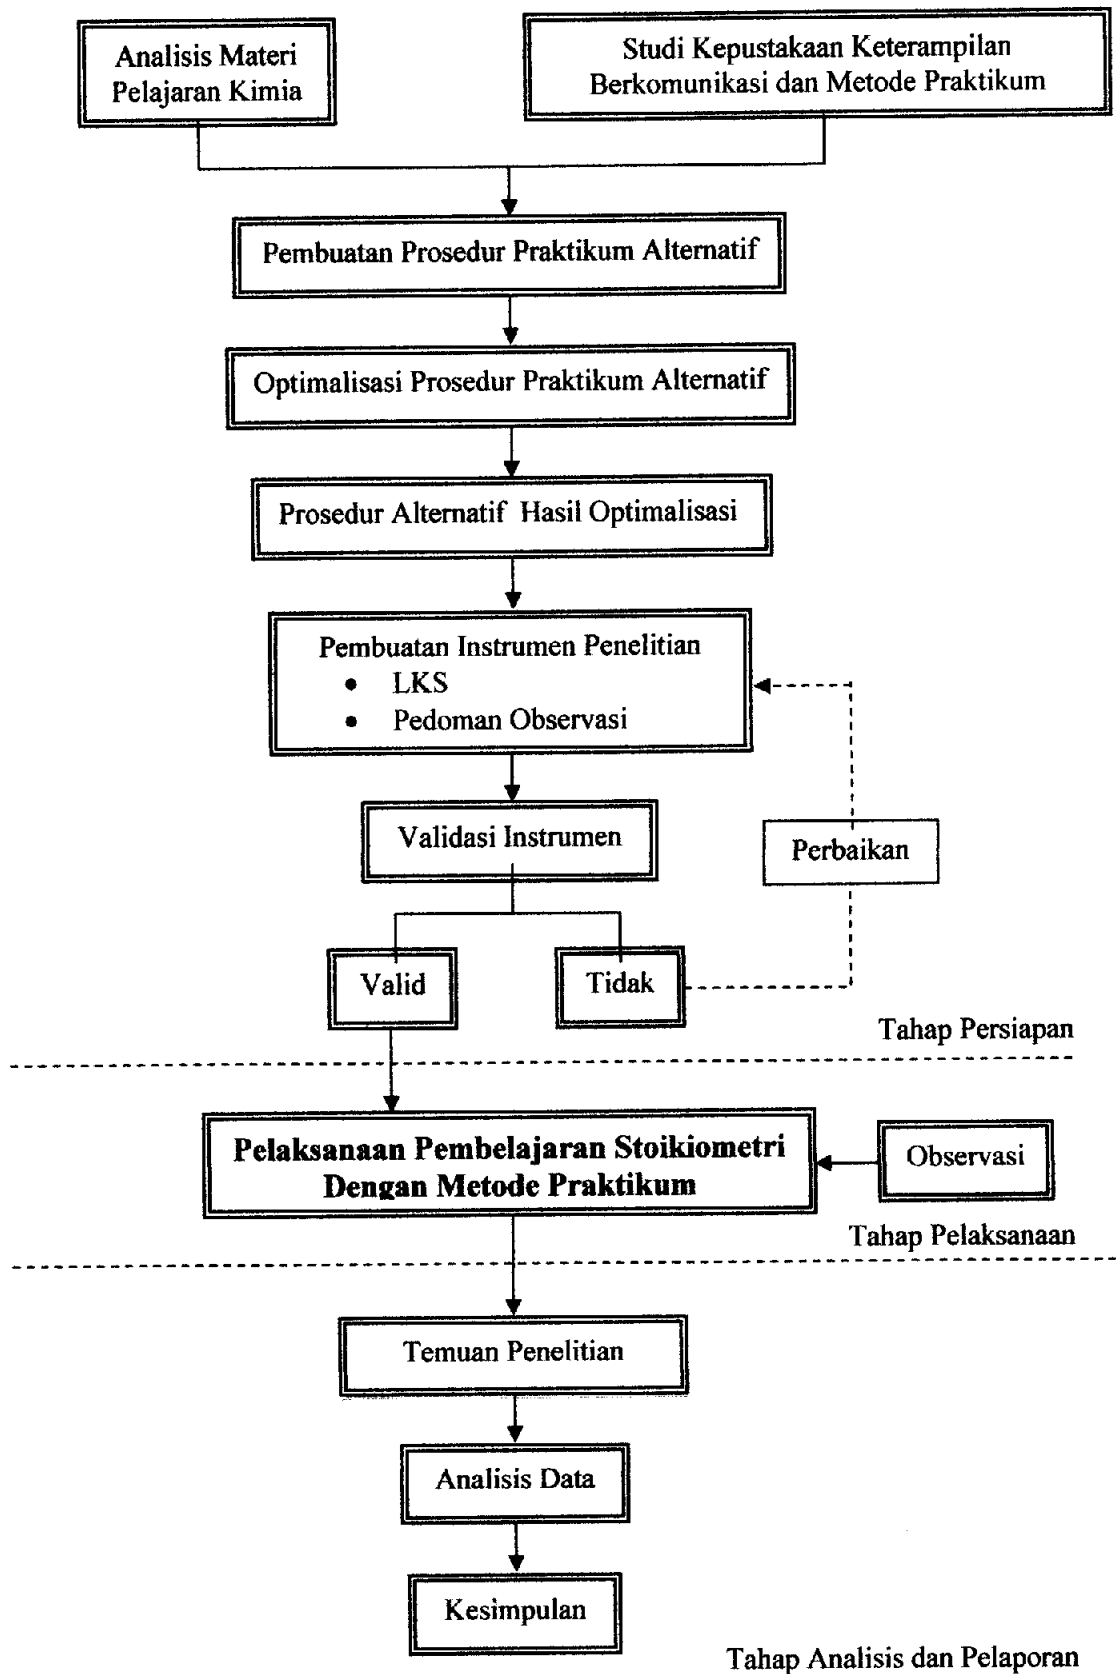 Analisis Materi
Pelajaran Kimia
Studi Kepustakaan Keterampilan
Berkomunikasi dan Metode Praktikum
Pembuatan Prosedur Praktikum Alternatif
Optimalisasi Prosedur Praktikum Alternatif
Prosedur Alternatif Hasil Optimalisasi
Pembuatan Instrumen Penelitian
• LKS
• Pedoman Observasi
Validasi Instrumen
Perbaikan
Valid
Tidak
Tahap Persiapan
Pelaksanaan Pembelajaran Stoikiometri
Dengan Metode Praktikum
Observasi
Tahap Pelaksanaan
Temuan Penelitian
Analisis Data
Kesimpulan
Tahap Analisis dan Pelaporan